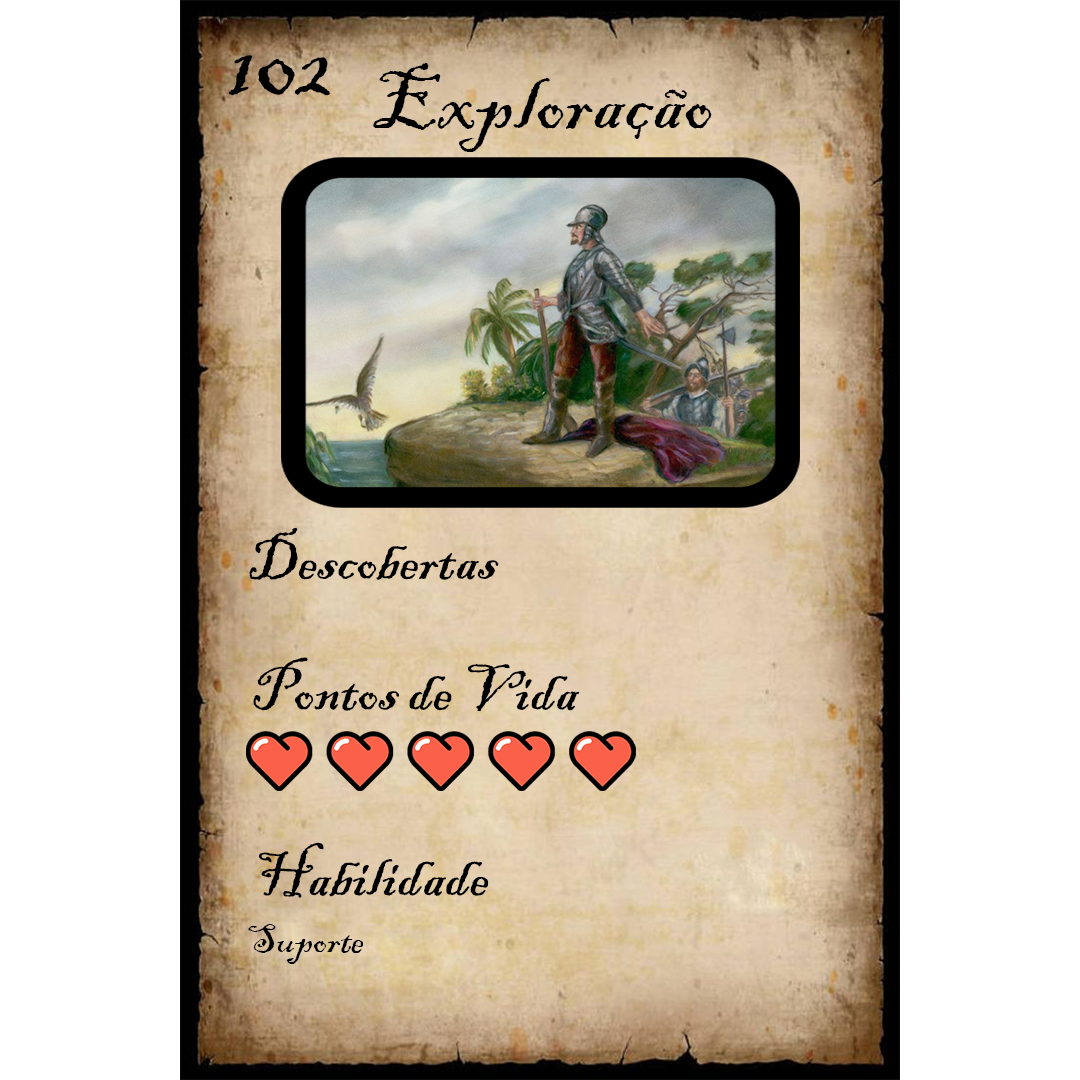 102
Exploração
Descobertas
Pontos de Vida
Habilidade
Suporte